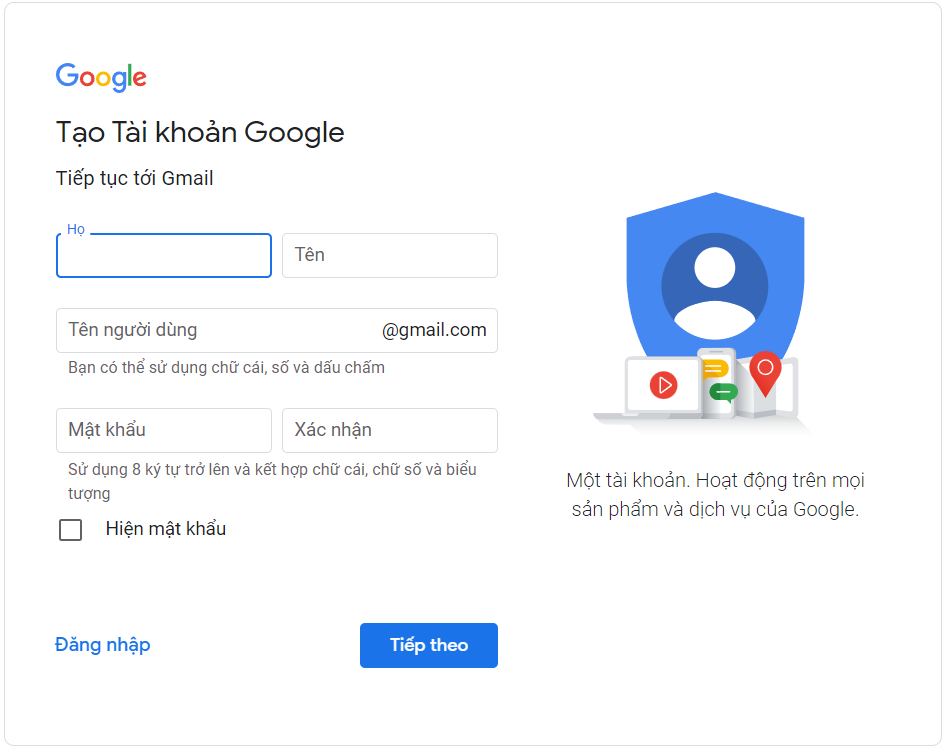 Google
Tạo Tài khoản Google
Tiếp tục tới Gmail
Họ
Tên
Tên người dùng @gmail.com
Bạn có thể sử dụng chữ cái, số và dấu chấm
Mật khẩu
Xác nhận
Sử dụng 8 ký tự trở lên và kết hợp chữ cái, chữ số và biểu
tượng
Hiện mật khẩu
Đăng nhập
Tiếp theo
Một tài khoản. Hoạt động trên mọi
sản phẩm và dịch vụ của Google.